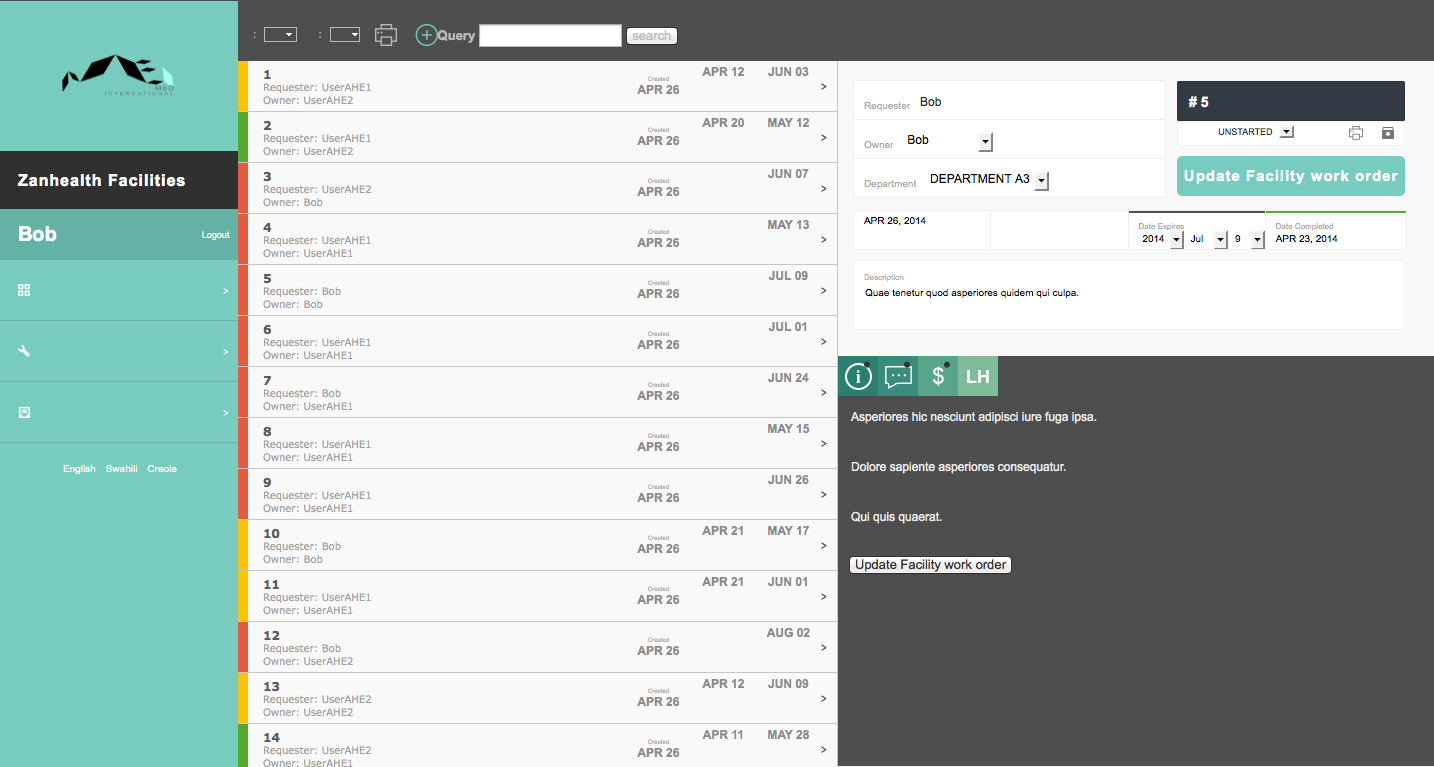 MED
INTERNATIONAL
Zanhealth Facilities
Bob
Logout
>
>
>
English Swahili Creole
: :
Query search
1
Requester: UserAHE1
Owner: UserAHE2
Created
APR 26
APR 12 JUN 03
>
2
Requester: UserAHE1
Owner: UserAHE2
Created
APR 26
APR 20 MAY 12
>
3
Requester: UserAHE2
Owner: Bob
Created
APR 26
JUN 07
>
4
Requester: UserAHE1
Owner: UserAHE1
Created
APR 26
MAY 13
>
5
Requester: Bob
Owner: Bob
Created
APR 26
JUL 09
>
6
Requester: UserAHE1
Owner: UserAHE1
Created
APR 26
JUL 01
>
7
Requester: Bob
Owner: UserAHE1
Created
APR 26
JUN 24
>
8
Requester: UserAHE1
Owner: UserAHE1
Created
APR 26
MAY 15
>
9
Requester: UserAHE1
Owner: UserAHE1
Created
APR 26
JUN 26
>
10
Requester: Bob
Owner: Bob
Created
APR 26
APR 21 MAY 17
>
11
Requester: UserAHE1
Owner: UserAHE1
Created
APR 26
APR 21 JUN 01
>
12
Requester: Bob
Owner: UserAHE2
Created
APR 26
AUG 02
>
13
Requester: UserAHE2
Owner: UserAHE2
Created
APR 26
APR 12 JUN 09
>
14
Requester: UserAHE2
Owner: UserAHE1
Created
APR 26
APR 11 MAY 28
>
Requester Bob
Owner Bob
Department DEPARTMENT A3
# 5
UNSTARTED
Update Facility work order
APR 26, 2014
Date Expires
2014 Jul 9
Date Completed
APR 23, 2014
Description
Quae tenetur quod asperiores quidem qui culpa.
i $ LH
Asperiores hic nesciunt adipisci iure fuga ipsa.
Dolore sapiente asperiores consequatur.
Qui quis quaerat.
Update Facility work order